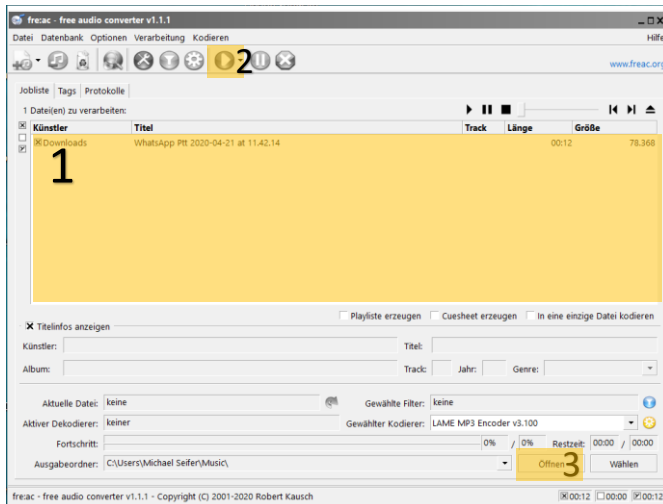 fre:ac - free audio converter v1.1.1
Datei Datenbank Optionen Verarbeitung Kodieren Hilfe
2
www.freac.org
Jobliste Tags Protokolle
1 Datei(en) zu verarbeiten:
Künstler Titel Track Länge Größe
Downloads WhatsApp Ptt 2020-04-21 at 11.42.14 00:12 78.368
1
Playliste erzeugen Cuesheet erzeugen In eine einzige Datei kodieren
Titelinfos anzeigen
Künstler: Titel:
Album: Track: Jahr: Genre:
Aktuelle Datei: keine Gewählte Filter: keine
Aktiver Dekodierer: keiner Gewählter Kodierer: LAME MP3 Encoder v3.100
Fortschritt: 0% / 0% Restzeit: 00:00 / 00:00
Ausgabeordner: C:\Users\Michael Seifer\Music\ Öffnen 3 Wählen
fre:ac - free audio converter v1.1.1 - Copyright (C) 2001-2020 Robert Kausch 00:12 00:00 00:12